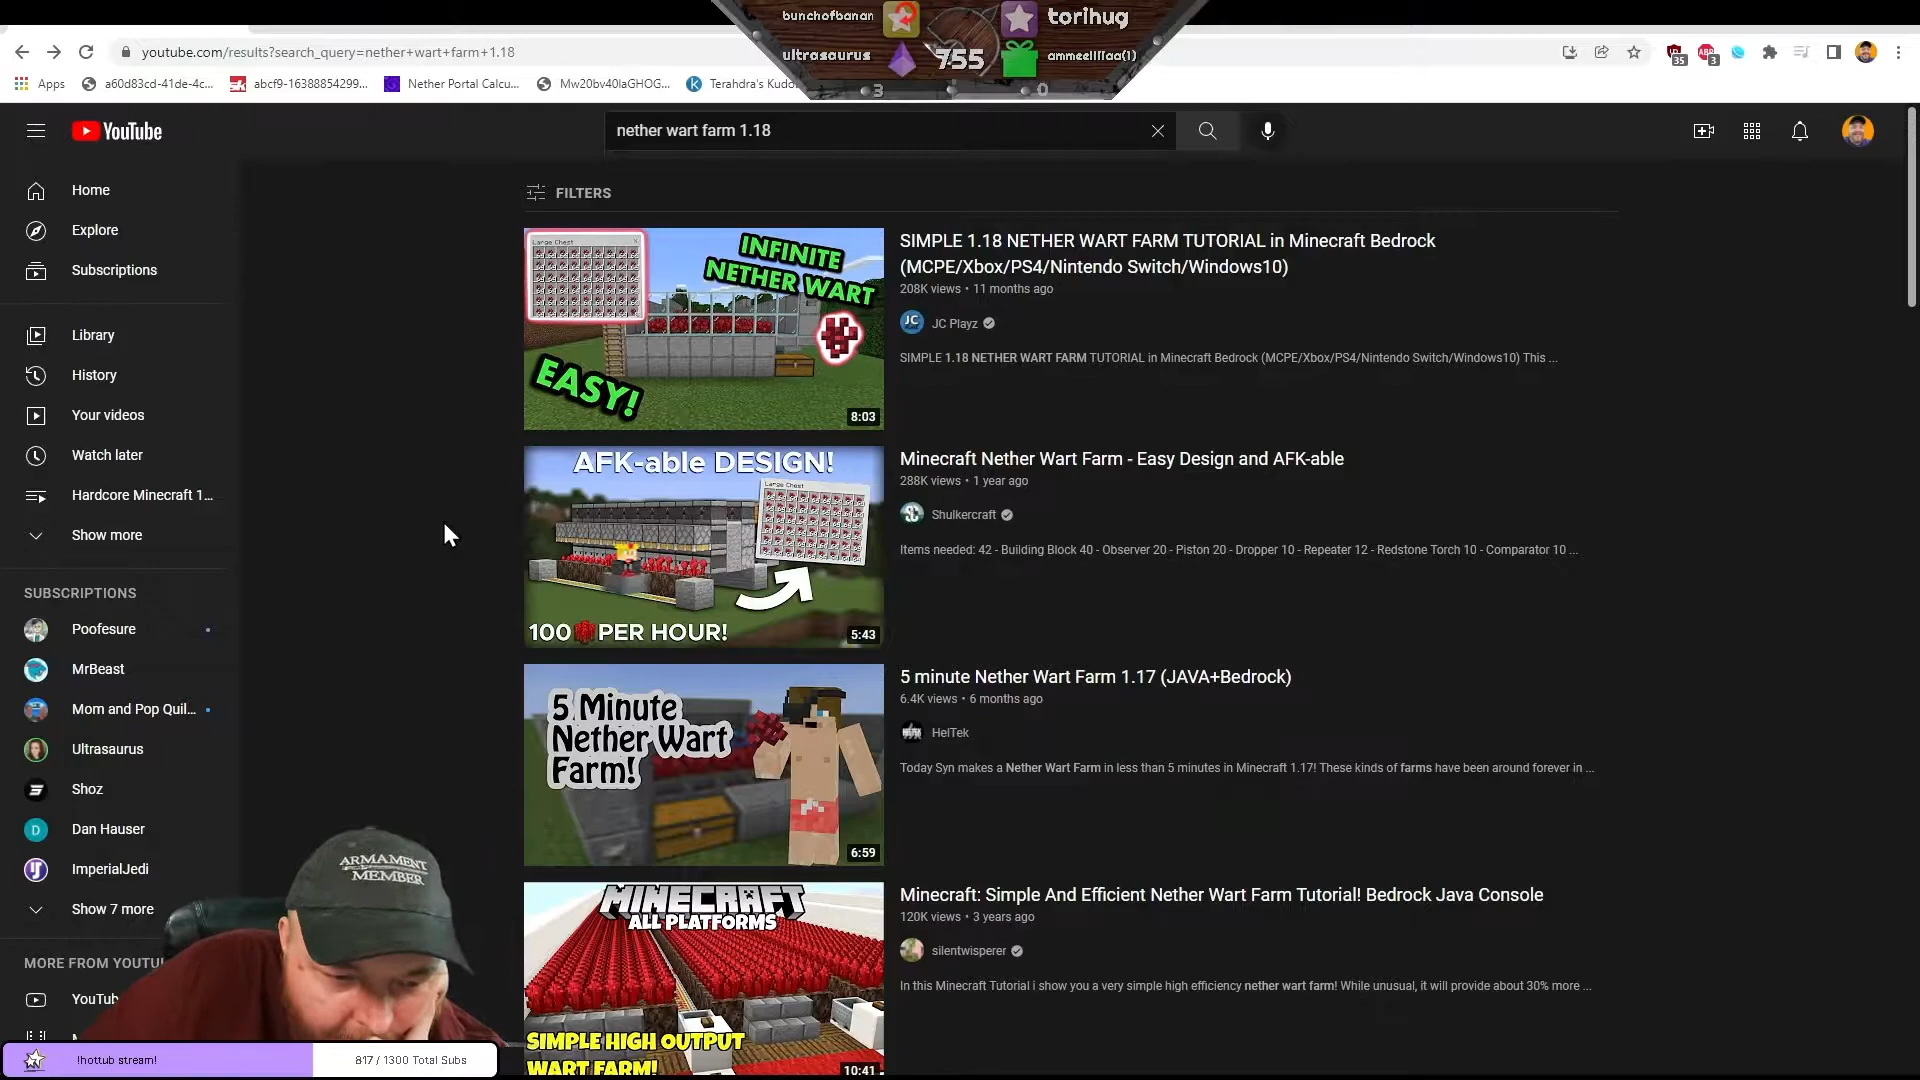 bunchofbanan
torihug
ultrasaurus
755
ammeelllfaa(1)
3
0
youtube.com/results?search_query=nether+wart+farm+1.18
35
3
Apps
a60d83cd-41de-4c...
abcf9-16388854299...
Nether Portal Calcu...
Mw20bv40laGHOG...
Terahdra's Kudo
YouTube
nether wart farm 1.18
Home
Explore
Subscriptions
Library
History
Your videos
Watch later
Hardcore Minecraft 1...
Show more
SUBSCRIPTIONS
Poofesure
MrBeast
Mom and Pop Quil...
Ultrasaurus
Shoz
D
Dan Hauser
ImperialJedi
Show 7 more
MORE FROM YOUTU
YouTub
FILTERS
Large Chest
INFINITE
NETHER WART
EASY!
8:03
SIMPLE 1.18 NETHER WART FARM TUTORIAL in Minecraft Bedrock
(MCPE/Xbox/PS4/Nintendo Switch/Windows10)
208K views • 11 months ago
JC
JC Playz
SIMPLE 1.18 NETHER WART FARM TUTORIAL in Minecraft Bedrock (MCPE/Xbox/PS4/Nintendo Switch/Windows10) This ...
AFK-able DESIGN!
Large Chest
100 PER HOUR!
5:43
Minecraft Nether Wart Farm - Easy Design and AFK-able
288K views • 1 year ago
Shulkercraft
Items needed: 42 - Building Block 40 - Observer 20 - Piston 20 - Dropper 10 - Repeater 12 - Redstone Torch 10 - Comparator 10 ...
5 Minute
Nether Wart
Farm!
6:59
5 minute Nether Wart Farm 1.17 (JAVA+Bedrock)
6.4K views • 6 months ago
HelTek
Today Syn makes a Nether Wart Farm in less than 5 minutes in Minecraft 1.17! These kinds of farms have been around forever in ...
MINECRAFT
ALL PLATFORMS
SIMPLE HIGH OUTPUT
WART FARM!
10:41
Minecraft: Simple And Efficient Nether Wart Farm Tutorial! Bedrock Java Console
120K views • 3 years ago
silentwisperer
In this Minecraft Tutorial i show you a very simple high efficiency nether wart farm! While unusual, it will provide about 30% more ...
ARMAMENT
MEMBER
!hottub stream!
817 / 1300 Total Subs